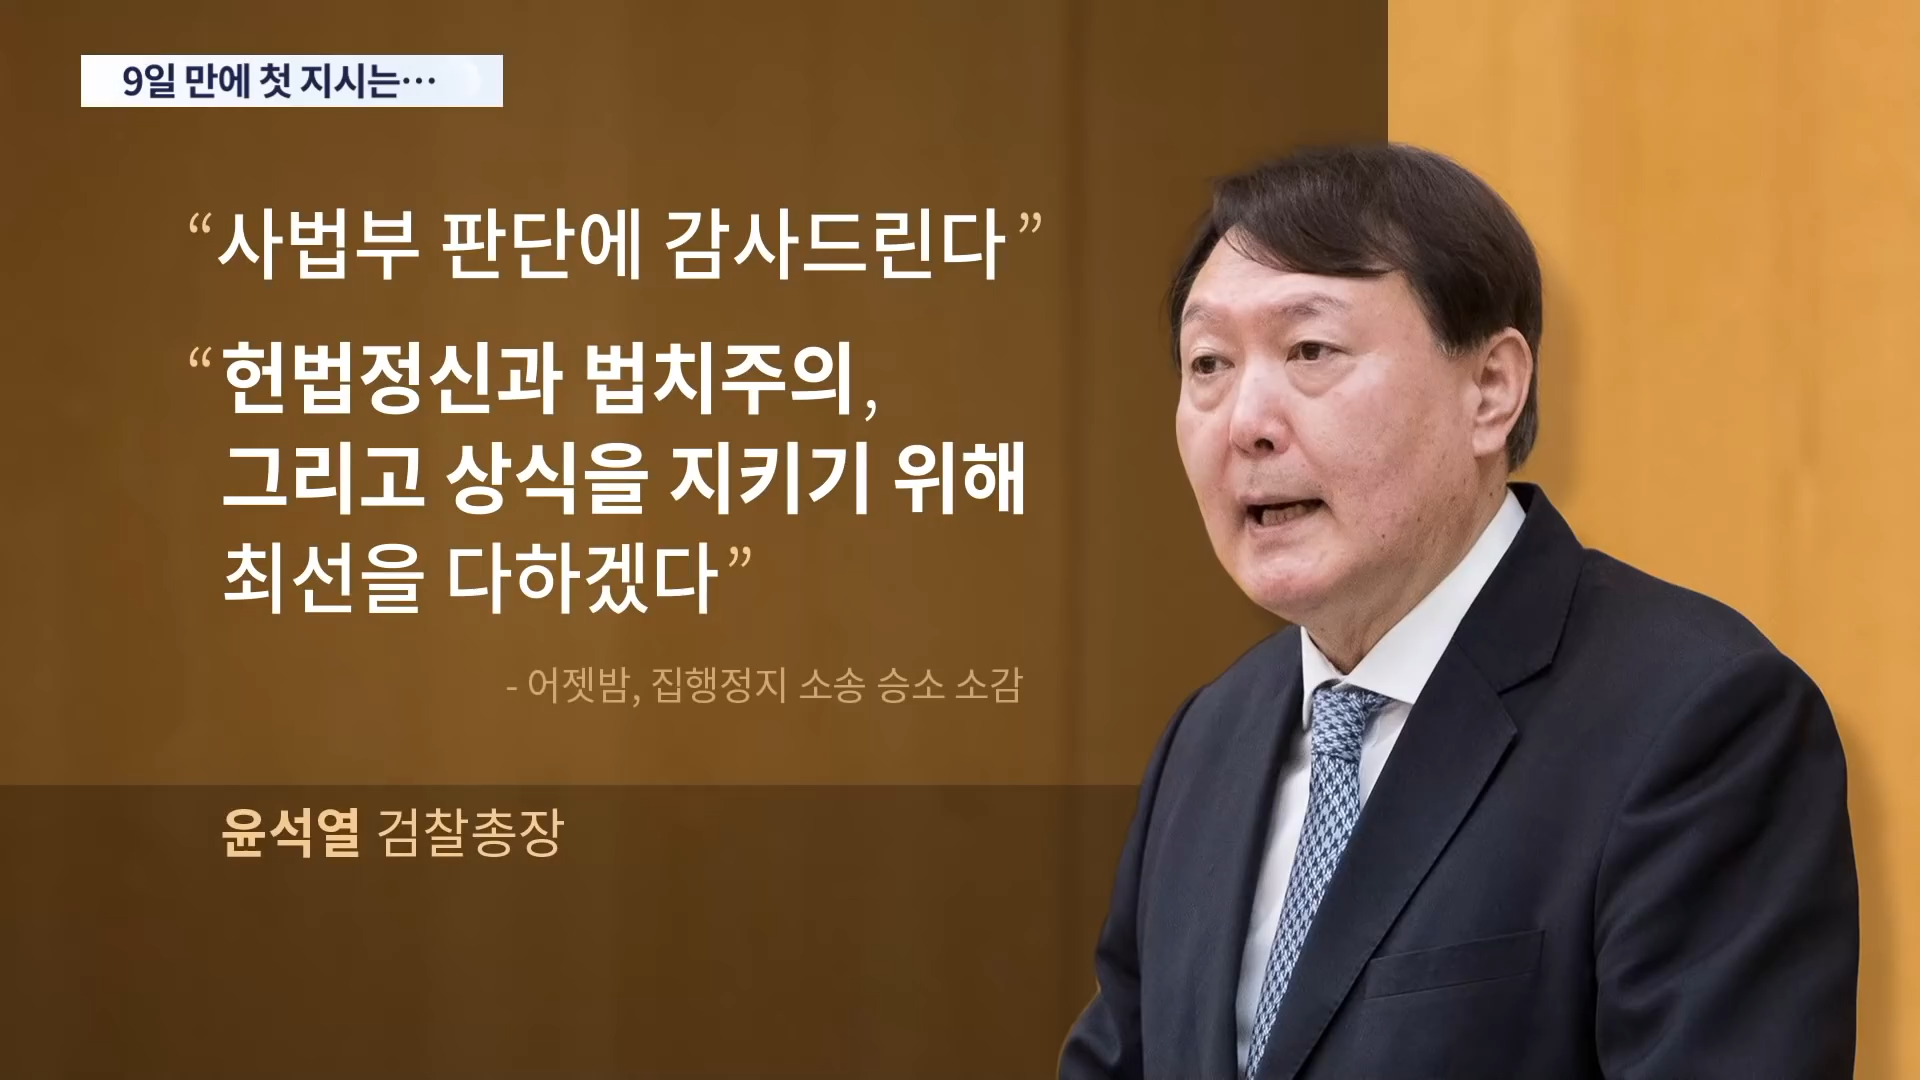 9일 만에 첫 지시는…
“사법부 판단에 감사드린다”
“헌법정신과 법치주의,
그리고 상식을 지키기 위해
최선을 다하겠다”
- 어젯밤, 집행정지 소송 승소 소감
윤석열 검찰총장